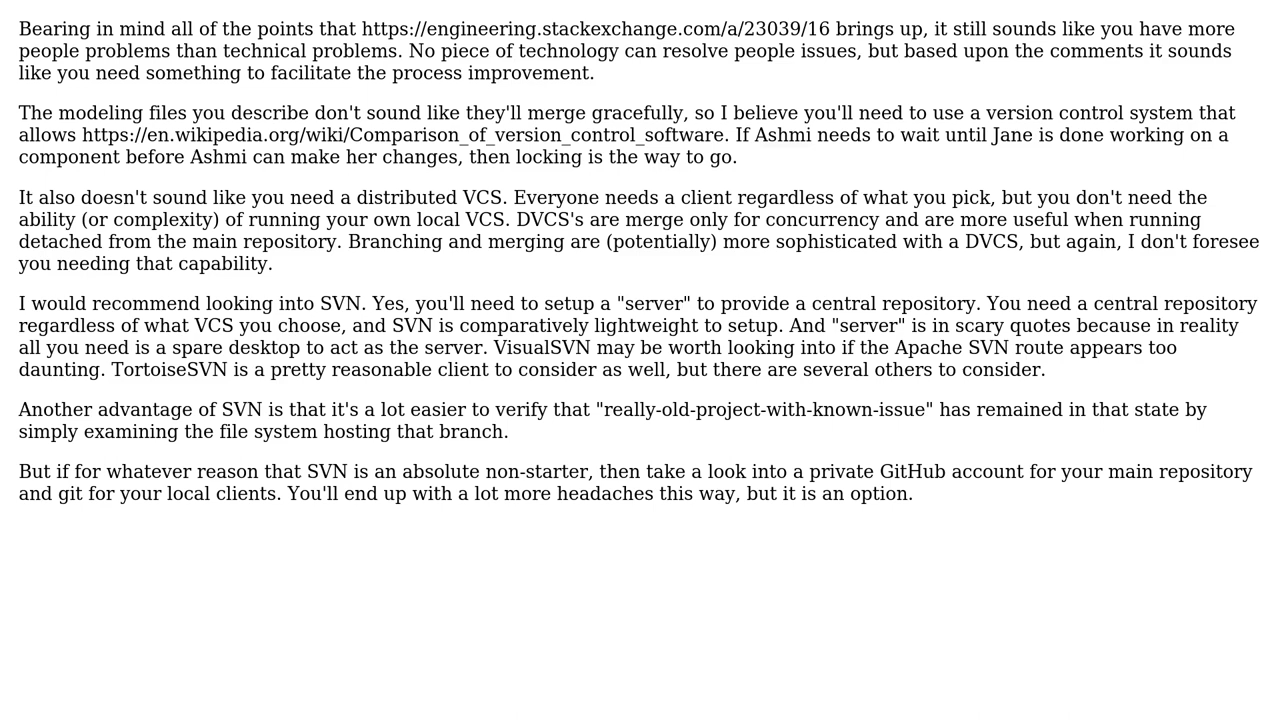 Bearing in mind all of the points that https://engineering.stackexchange.com/a/23039/16 brings up, it still sounds like you have more
people problems than technical problems. No piece of technology can resolve people issues, but based upon the comments it sounds
like you need something to facilitate the process improvement.
The modeling files you describe don't sound like they'll merge gracefully, so I believe you'll need to use a version control system that
allows https://en.wikipedia.org/wiki/Comparison_of_version_control_software. If Ashmi needs to wait until Jane is done working on a
component before Ashmi can make her changes, then locking is the way to go.
It also doesn't sound like you need a distributed VCS. Everyone needs a client regardless of what you pick, but you don't need the
ability (or complexity) of running your own local VCS. DVCS's are merge only for concurrency and are more useful when running
detached from the main repository. Branching and merging are (potentially) more sophisticated with a DVCS, but again, I don't foresee
you needing that capability.
I would recommend looking into SVN. Yes, you'll need to setup a "server" to provide a central repository. You need a central repository
regardless of what VCS you choose, and SVN is comparatively lightweight to setup. And "server" is in scary quotes because in reality
all you need is a spare desktop to act as the server. VisualSVN may be worth looking into if the Apache SVN route appears too
daunting. TortoiseSVN is a pretty reasonable client to consider as well, but there are several others to consider.
Another advantage of SVN is that it's a lot easier to verify that "really-old-project-with-known-issue" has remained in that state by
simply examining the file system hosting that branch.
But if for whatever reason that SVN is an absolute non-starter, then take a look into a private GitHub account for your main repository
and git for your local clients. You'll end up with a lot more headaches this way, but it is an option.